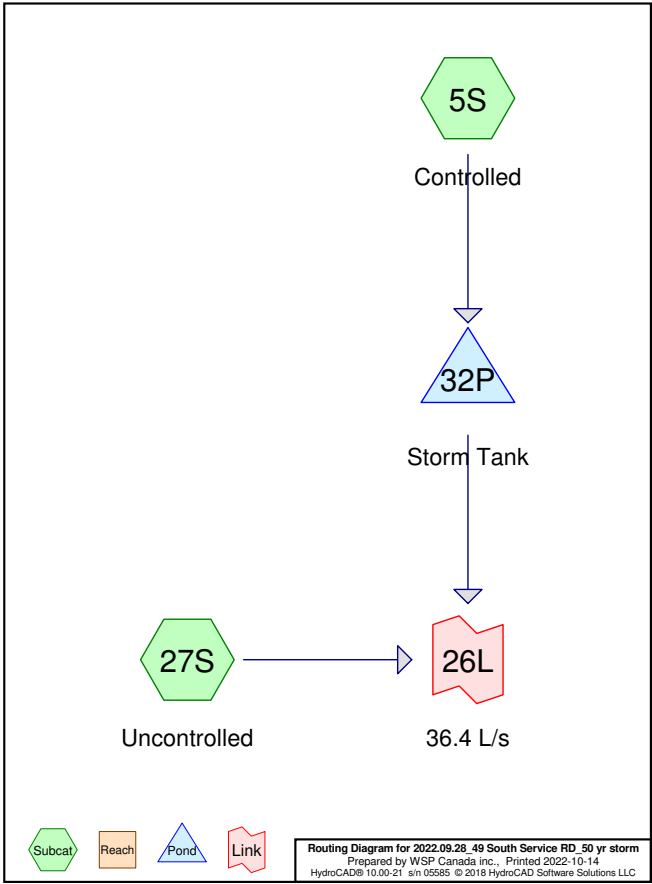 5S
Controlled
32P
Storm Tank
27S
Uncontrolled
26L
36.4 L/s
Subcat
Reach
Pond
Link
Routing Diagram for 2022.09.28_49 South Service RD_50 yr storm
Prepared by WSP Canada inc., Printed 2022-10-14
HydroCAD® 10.00-21 s/n 05585 © 2018 HydroCAD Software Solutions LLC